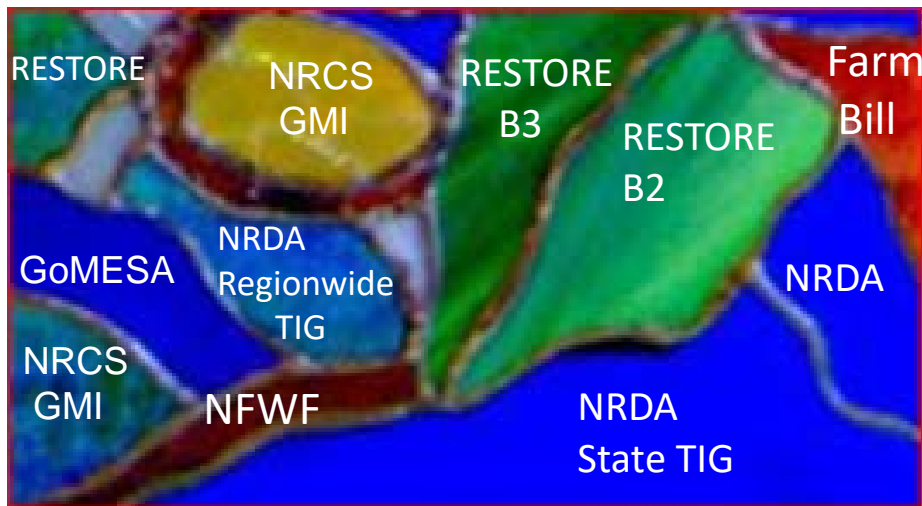 RESTORE
NRCS
GMI
RESTORE
B3
RESTORE
B2
Farm
Bill
GoMESA
NRDA
Regionwide
TIG
NRDA
NRCS
GMI
NFWF
NRDA
State TIG